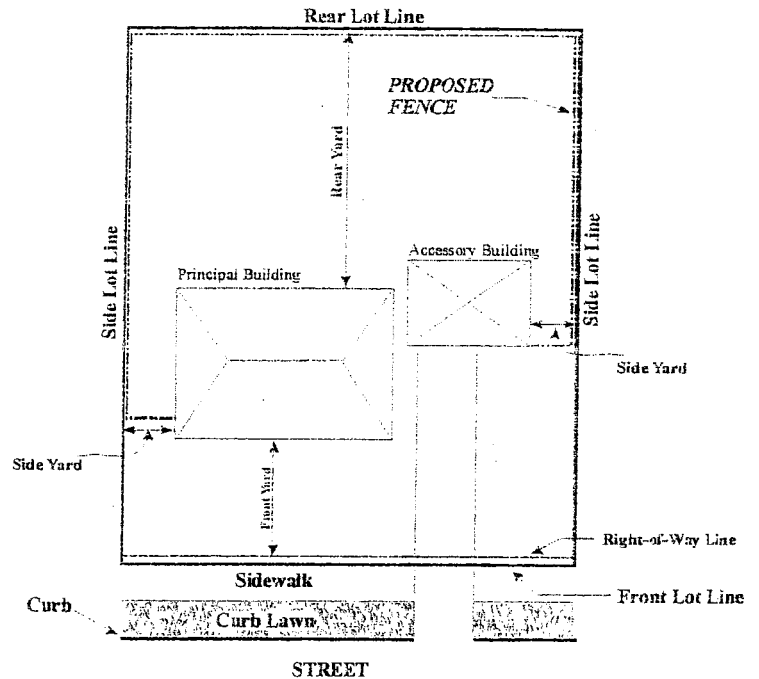 Rear Lot Line
PROPOSED
FENCE
Rear Yard
Side Lot Line
Side Lot Line
Accessory Building
Principal Building
Side Yard
Side Yard
Front Yard
Right-of-Way Line
Sidewalk
Front Lot Line
Curb
Curb Lawn
STREET